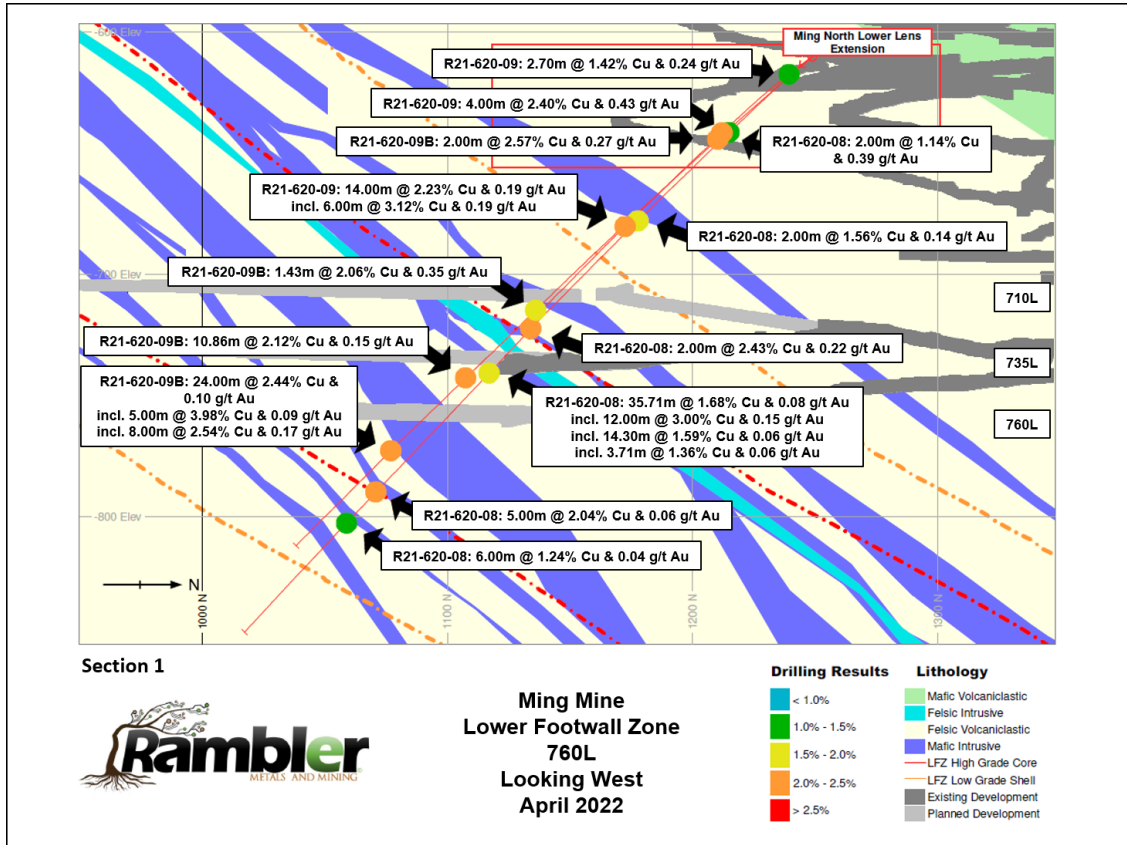 -600 Elev
Ming North Lower Lens
Extension
R21-620-09: 2.70m @ 1.42% Cu & 0.24 g/t Au
R21-620-09: 4.00m @ 2.40% Cu & 0.43 g/t Au
R21-620-09B: 2.00m @ 2.57% Cu & 0.27 g/t Au
R21-620-08: 2.00m @ 1.14% Cu
& 0.39 g/t Au
R21-620-09: 14.00m @ 2.23% Cu & 0.19 g/t Au
incl. 6.00m @ 3.12% Cu & 0.19 g/t Au
R21-620-08: 2.00m @ 1.56% Cu & 0.14 g/t Au
-700 Elev
R21-620-09B: 1.43m @ 2.06% Cu & 0.35 g/t Au
710L
R21-620-09B: 10.86m @ 2.12% Cu & 0.15 g/t Au
R21-620-08: 2.00m @ 2.43% Cu & 0.22 g/t Au
735L
R21-620-09B: 24.00m @ 2.44% Cu &
0.10 g/t Au
incl. 5.00m @ 3.98% Cu & 0.09 g/t Au
incl. 8.00m @ 2.54% Cu & 0.17 g/t Au
R21-620-08: 35.71m @ 1.68% Cu & 0.08 g/t Au
incl. 12.00m @ 3.00% Cu & 0.15 g/t Au
incl. 14.30m @ 1.59% Cu & 0.06 g/t Au
incl. 3.71m @ 1.36% Cu & 0.06 g/t Au
760L
-800 Elev
R21-620-08: 5.00m @ 2.04% Cu & 0.06 g/t Au
R21-620-08: 6.00m @ 1.24% Cu & 0.04 g/t Au
N
1000 N
1100 N
1200 N
1300 N
Section 1
Rambler
METALS AND MINING
Ming Mine
Lower Footwall Zone
760L
Looking West
April 2022
Drilling Results
< 1.0%
1.0% - 1.5%
1.5% - 2.0%
2.0% - 2.5%
> 2.5%
Lithology
Mafic Volcaniclastic
Felsic Intrusive
Felsic Volcaniclastic
Mafic Intrusive
LFZ High Grade Core
LFZ Low Grade Shell
Existing Development
Planned Development